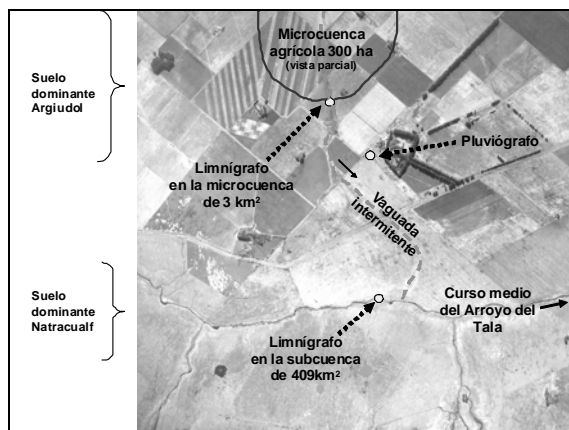 Microcuenca
agrícola 300 ha
(vista parcial)
Suelo
dominante
Argiudol
Pluviógrafo
Limnígrafo
en la microcuenca
de 3 km²
Vaguada
intermitente
Suelo
dominante
Natracualf
Curso medio
del Arroyo del
Tala
Limnígrafo
en la subcuenca
de 409km²